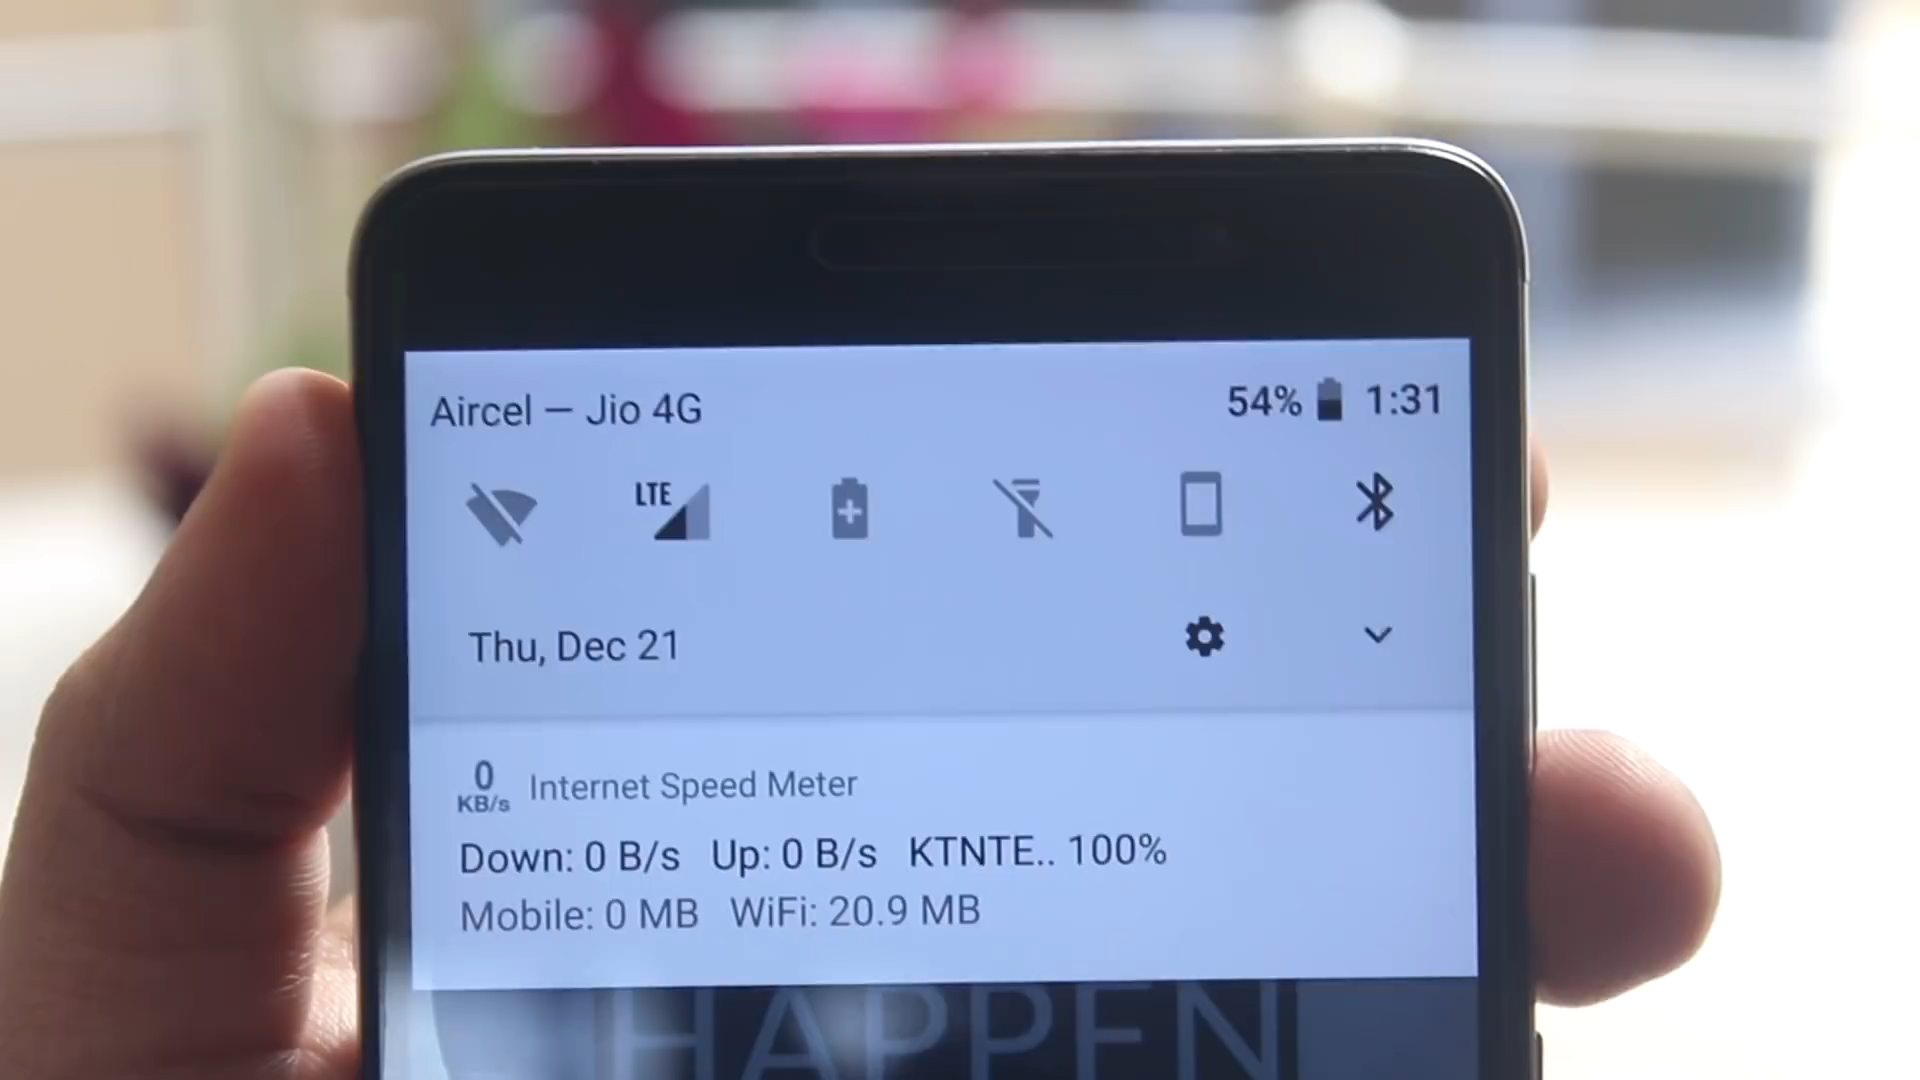 Aircel — Jio 4G
54% 1:31
LTE
Thu, Dec 21
0
KB/s
Internet Speed Meter
Down: 0 B/s Up: 0 B/s KTNTE.. 100%
Mobile: 0 MB WiFi: 20.9 MB
HAPPEN